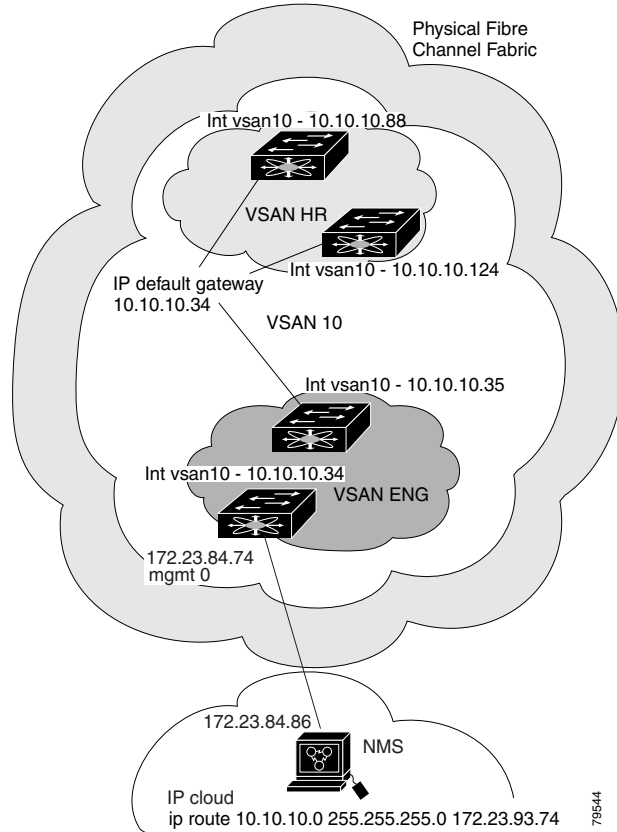 Physical Fibre
Channel Fabric
Int vsan10 - 10.10.10.88
VSAN HR
Int vsan10 - 10.10.10.124
IP default gateway
10.10.10.34
VSAN 10
Int vsan10 - 10.10.10.35
Int vsan10 - 10.10.10.34
VSAN ENG
172.23.84.74
mgmt 0
172.23.84.86
NMS
IP cloud
ip route 10.10.10.0 255.255.255.0 172.23.93.74
79544